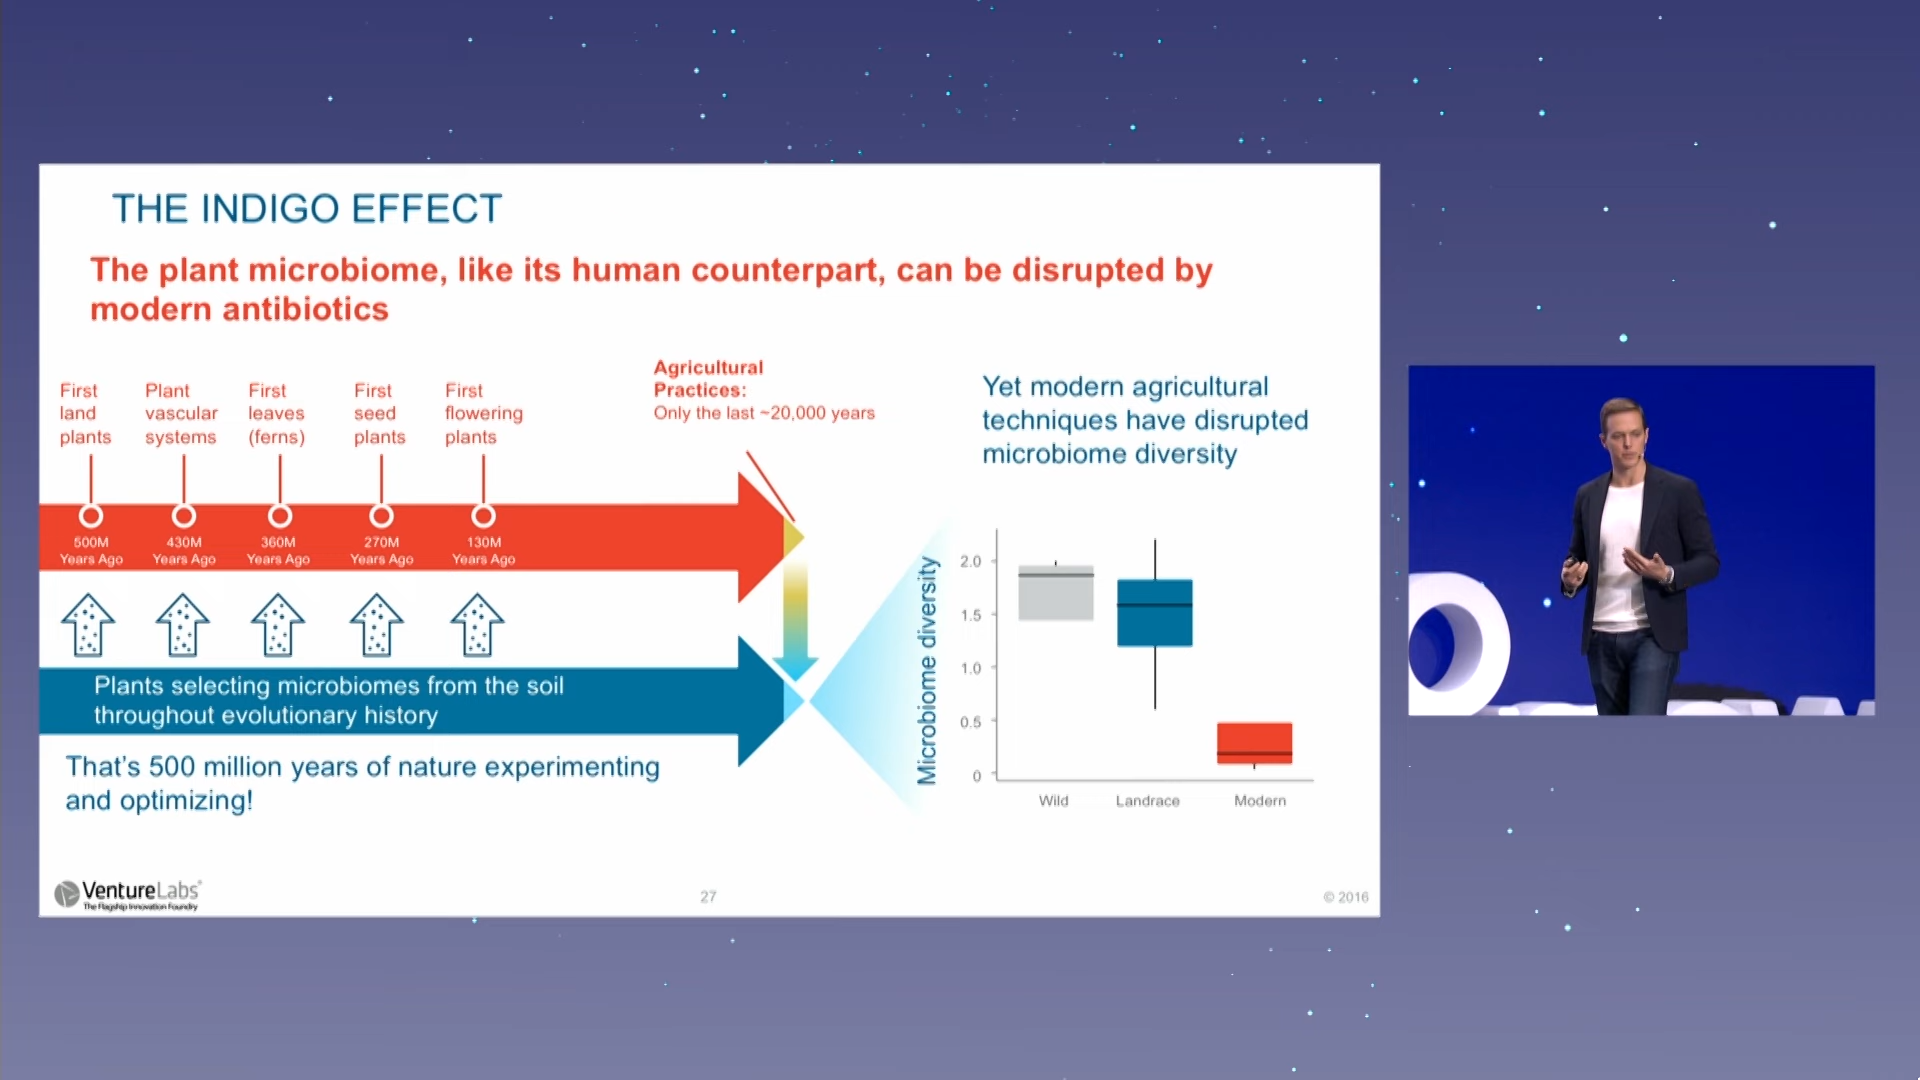 THE INDIGO EFFECT
The plant microbiome, like its human counterpart, can be disrupted by
modern antibiotics
First
land
plants
Plant
vascular
systems
First
leaves
(ferns)
First
seed
plants
First
flowering
plants
Agricultural
Practices:
Only the last ~20,000 years
500M
Years Ago
430M
Years Ago
360M
Years Ago
270M
Years Ago
130M
Years Ago
Plants selecting microbiomes from the soil
throughout evolutionary history
That's 500 million years of nature experimenting
and optimizing!
Yet modern agricultural
techniques have disrupted
microbiome diversity
Microbiome diversity
2.0
1.5
1.0
0.5
0
Wild
Landrace
Modern
VentureLabs®
The Flagship Innovation Foundry
27
© 2016